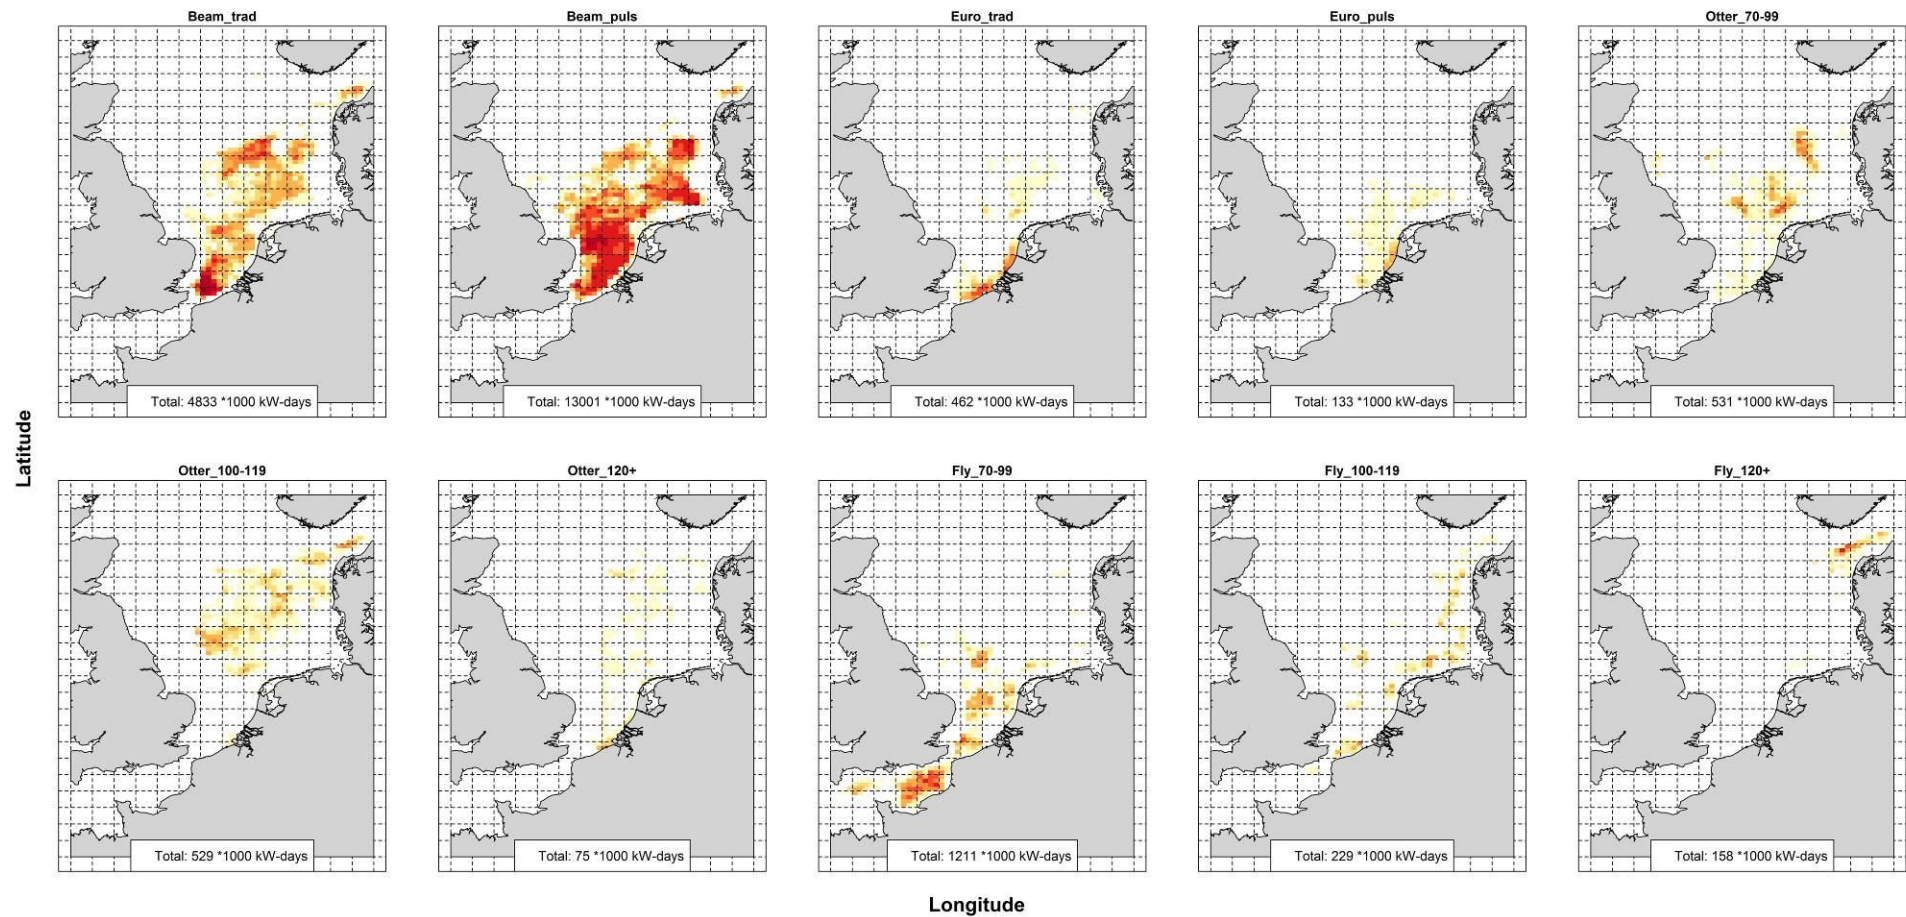 Beam_trad
Beam_puls
Euro_trad
Euro_puls
Otter_70-99
Total: 4833 *1000 kW-days
Total: 13001 *1000 kW-days
Total: 462 *1000 kW-days
Total: 133 *1000 kW-days
Total: 531 *1000 kW-days
Latitude
Otter_100-119
Otter_120+
Fly_70-99
Fly_100-119
Fly_120+
Total: 529 *1000 kW-days
Total: 75 *1000 kW-days
Total: 1211 *1000 kW-days
Total: 229 *1000 kW-days
Total: 158 *1000 kW-days
Longitude